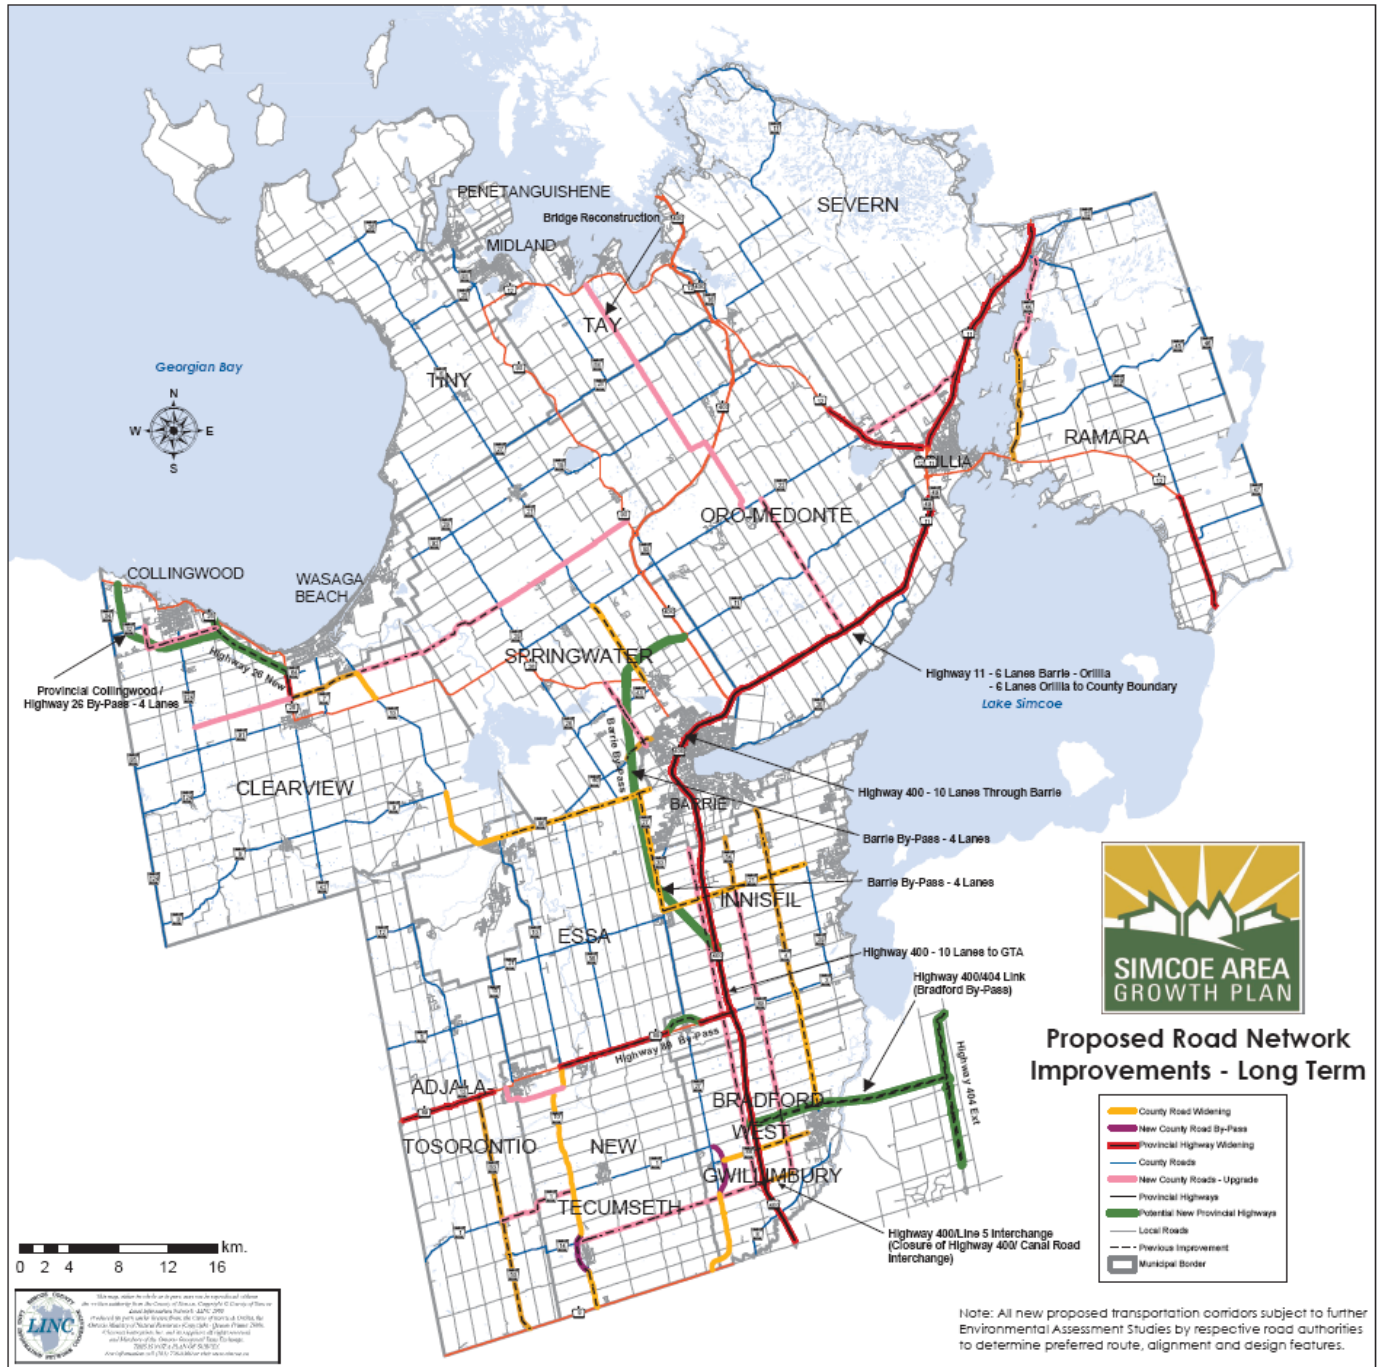 PENETANGUISHENE
Bridge Reconstruction
MIDLAND
SEVERN
TAY
Georgian Bay
N
W
E
S
TINY
RAMARA
ORILLIA
ORO-MEDONTE
COLLINGWOOD
WASAGA
BEACH
Highway 26 New
SPRINGWATER
Provincial Collingwood /
Highway 26 By-Pass - 4 Lanes
Highway 11 - 6 Lanes Barrie - Orillia
- 6 Lanes Orillia to County Boundary
Lake Simcoe
Barrie By-Pass
CLEARVIEW
Highway 400 - 10 Lanes Through Barrie
BARRIE
Barrie By-Pass - 4 Lanes
Barrie By-Pass - 4 Lanes
INNISFIL
ESSA
Highway 400 - 10 Lanes to GTA
Highway 400/404 Link
(Bradford By-Pass)
SIMCOE AREA
GROWTH PLAN
Highway 89 By-Pass
Highway 404 Ext
Proposed Road Network
Improvements - Long Term
ADJALA
TOSORONTIO
BRADFORD
WEST
GWILLIMBURY
NEW
TECUMSETH
County Road Widening
New County Road By-Pass
Provincial Highway Widening
County Roads
New County Roads - Upgrade
Provincial Highways
Potential New Provincial Highways
Local Roads
Previous Improvement
Municipal Border
Highway 400/Line 5 Interchange
(Closure of Highway 400/ Canal Road
Interchange)
km.
0 2 4 8 12 16
LINC
Note: All new proposed transportation corridors subject to further
Environmental Assessment Studies by respective road authorities
to determine preferred route, alignment and design features.